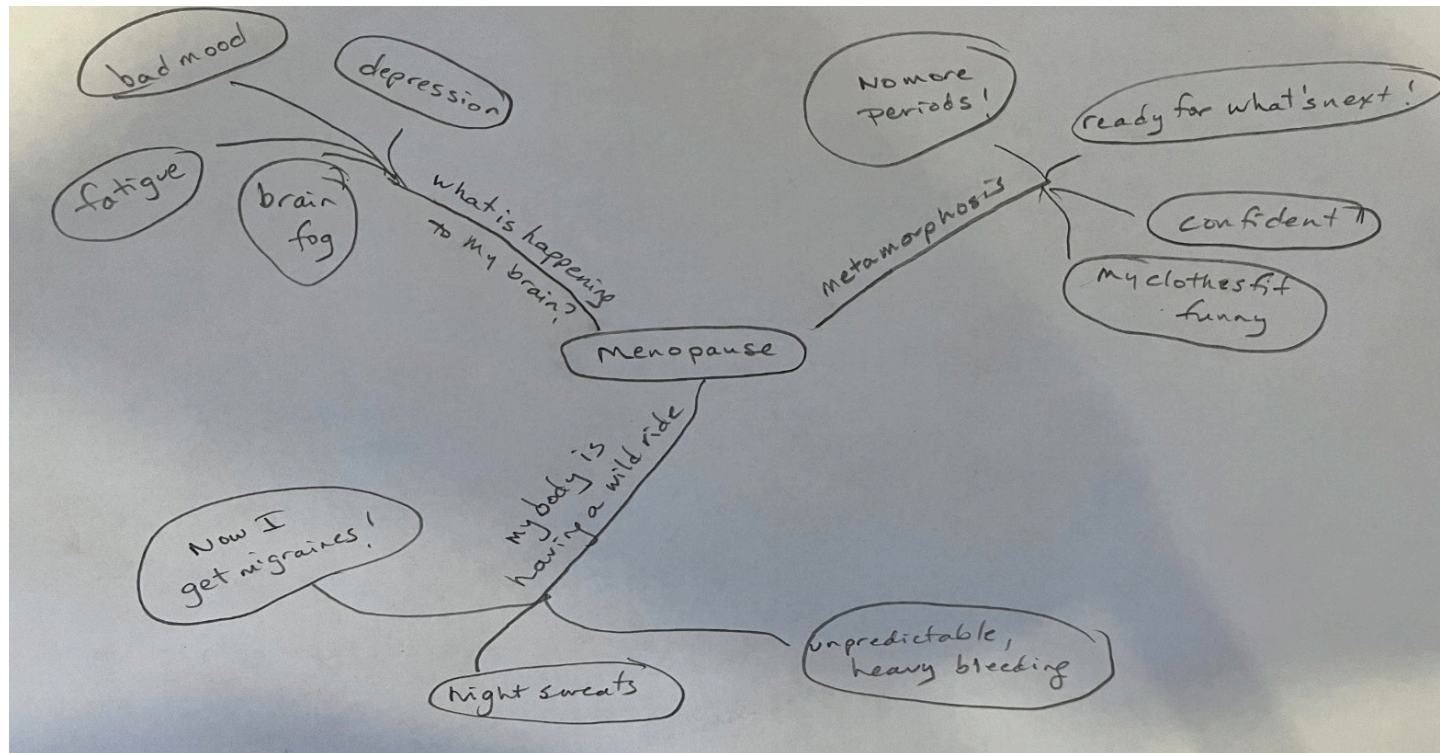 bad mood
depression
fatigue
brain
fog
what is happening
to my brain?
No more
periods!
ready for what's next!
metamorphosis
confident
my clothes fit
funny
Menopause
my body is
having a wild ride
Now I
get migraines!
night sweats
unpredictable,
heavy bleeding